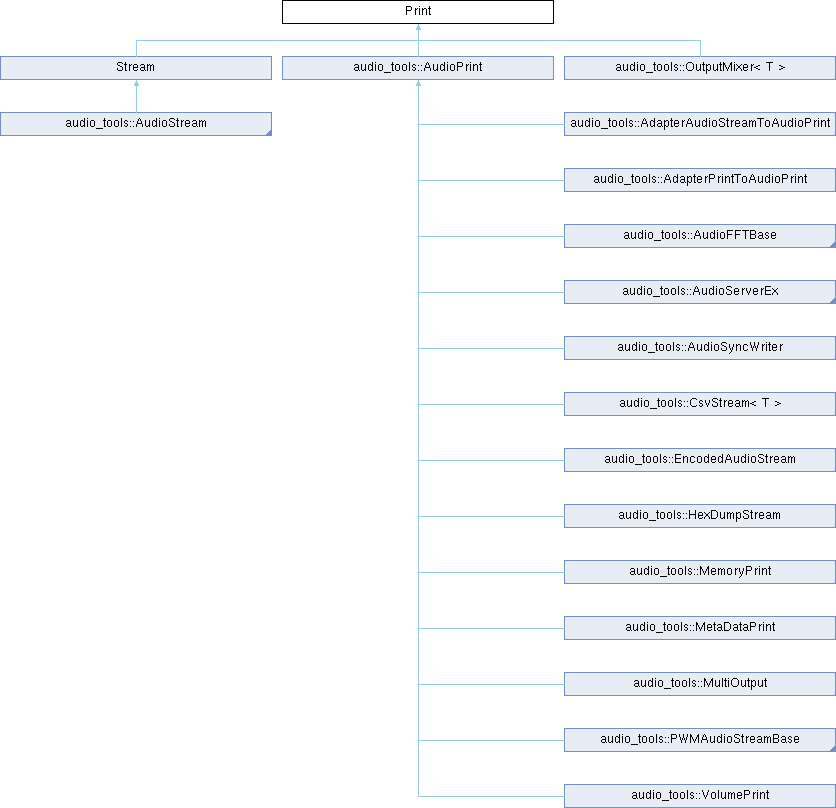 Print
Stream
audio_tools::AudioPrint
audio_tools::OutputMixer< T >
audio_tools::AudioStream
audio_tools::AdapterAudioStreamToAudioPrint
audio_tools::AdapterPrintToAudioPrint
audio_tools::AudioFFTBase
audio_tools::AudioServerEx
audio_tools::AudioSyncWriter
audio_tools::CsvStream< T >
audio_tools::EncodedAudioStream
audio_tools::HexDumpStream
audio_tools::MemoryPrint
audio_tools::MetaDataPrint
audio_tools::MultiOutput
audio_tools::PWMAudioStreamBase
audio_tools::VolumePrint